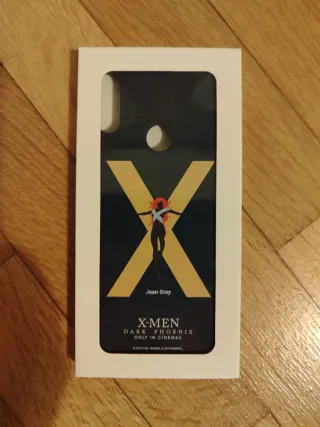 X
Jean Grey
X-MEN
DARK PHOENIX
ONLY IN CINEMAS